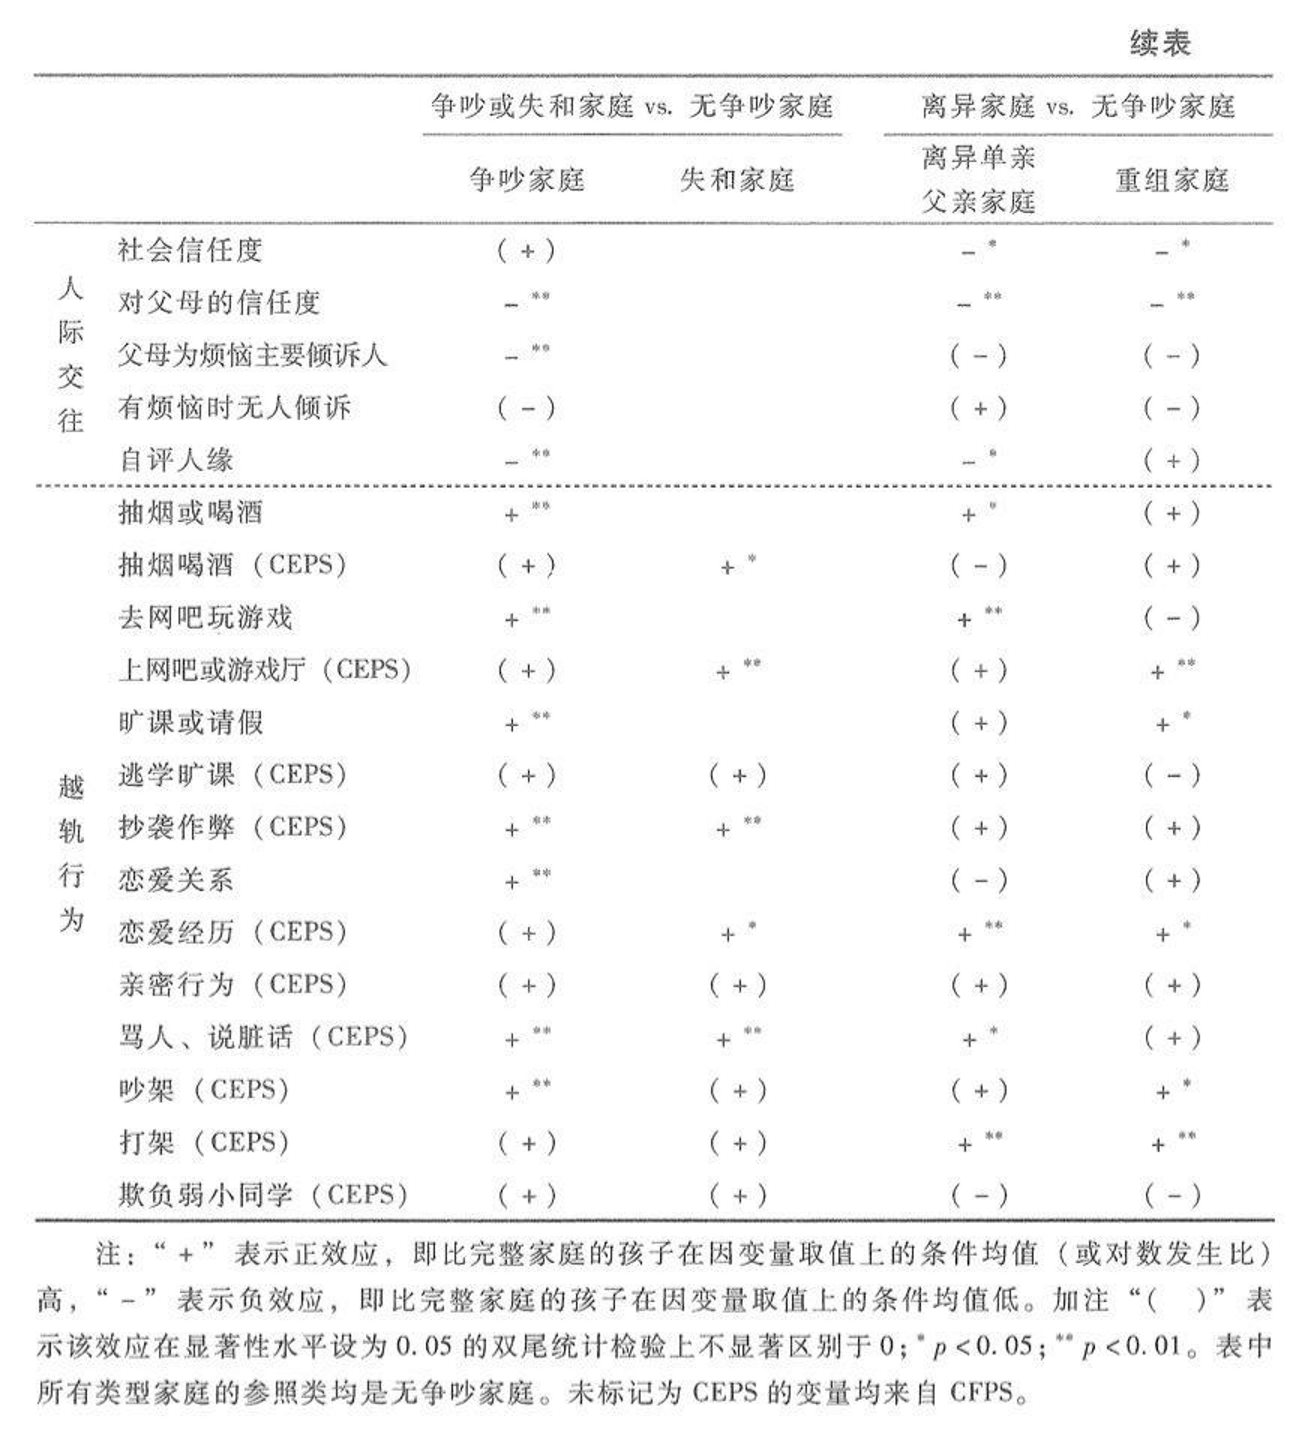 续表
争吵或失和家庭 vs. 无争吵家庭 离异家庭 vs. 无争吵家庭
争吵家庭 失和家庭 离异单亲父亲家庭 重组家庭
人际交往
社会信任度 (+) -* -*
对父母的信任度 -** -** -**
父母为烦恼主要倾诉人 -** (-) (-)
有烦恼时无人倾诉 (-) (+) (-)
自评人缘 -** -* (+)
越轨行为
抽烟或喝酒 +** +* (+)
抽烟喝酒(CEPS) (+) +* (-) (+)
去网吧玩游戏 +** +** (-)
上网吧或游戏厅(CEPS) (+) +** (+) +**
旷课或请假 +** (+) +*
逃学旷课(CEPS) (+) (+) (+) (-)
抄袭作弊(CEPS) +** +** (+) (+)
恋爱关系 +** (-) (+)
恋爱经历(CEPS) (+) +* +** +*
亲密行为(CEPS) (+) (+) (+) (+)
骂人、说脏话(CEPS) +** +** +* (+)
吵架(CEPS) +** (+) (+) +*
打架(CEPS) (+) (+) +** +**
欺负弱小同学(CEPS) (+) (+) (-) (-)
注:“+”表示正效应,即比完整家庭的孩子在因变量取值上的条件均值(或对数发生比)
高,“-”表示负效应,即比完整家庭的孩子在因变量取值上的条件均值低。加注“( )”表
示该效应在显著性水平设为0.05的双尾统计检验上不显著区别于0;*p<0.05;**p<0.01。表中
所有类型家庭的参照类均是无争吵家庭。未标记为CEPS的变量均来自CFPS。